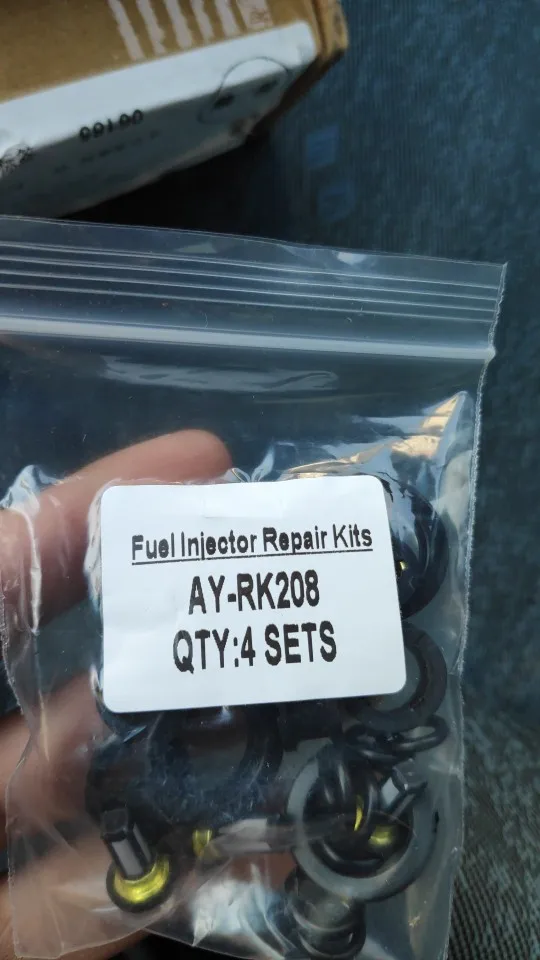 Fuel Injector Repair Kits
AY-RK208
QTY:4 SETS